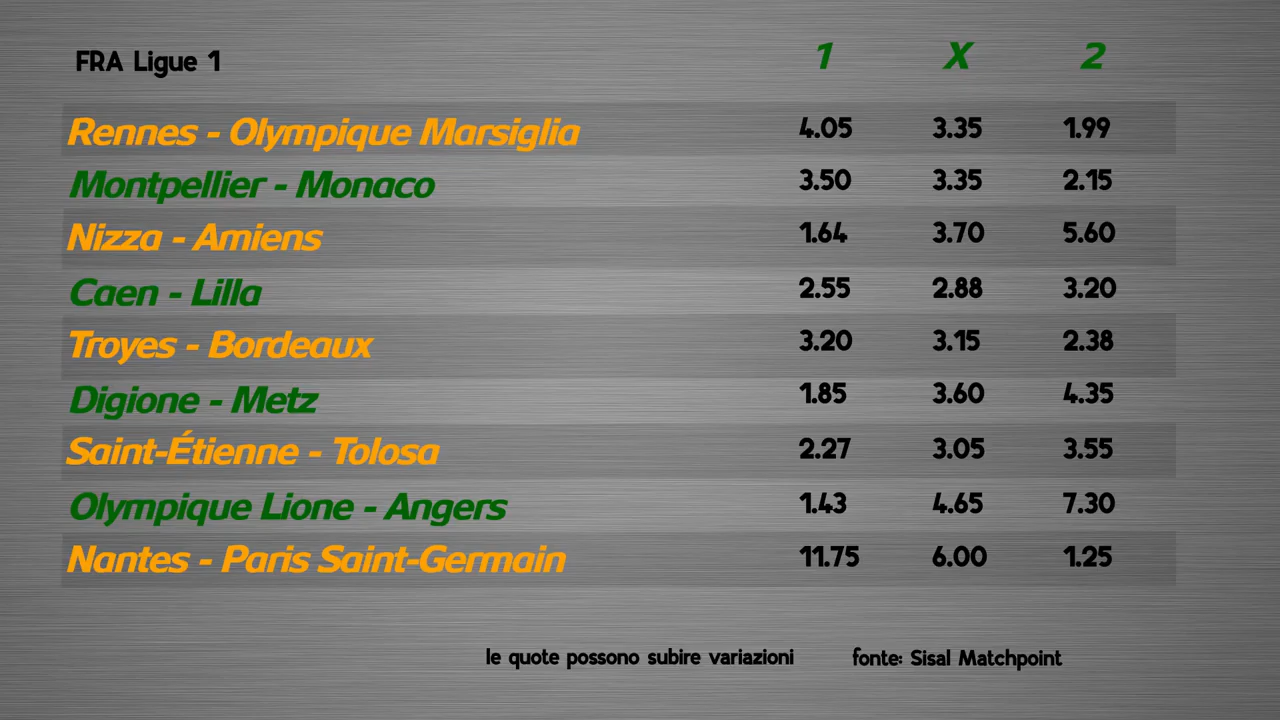 FRA Ligue 1 1 X 2
Rennes - Olympique Marsiglia 4.05 3.35 1.99
Montpellier - Monaco 3.50 3.35 2.15
Nizza - Amiens 1.64 3.70 5.60
Caen - Lilla 2.55 2.88 3.20
Troyes - Bordeaux 3.20 3.15 2.38
Digione - Metz 1.85 3.60 4.35
Saint-Étienne - Tolosa 2.27 3.05 3.55
Olympique Lione - Angers 1.43 4.65 7.30
Nantes - Paris Saint-Germain 11.75 6.00 1.25
le quote possono subire variazioni fonte: Sisal Matchpoint